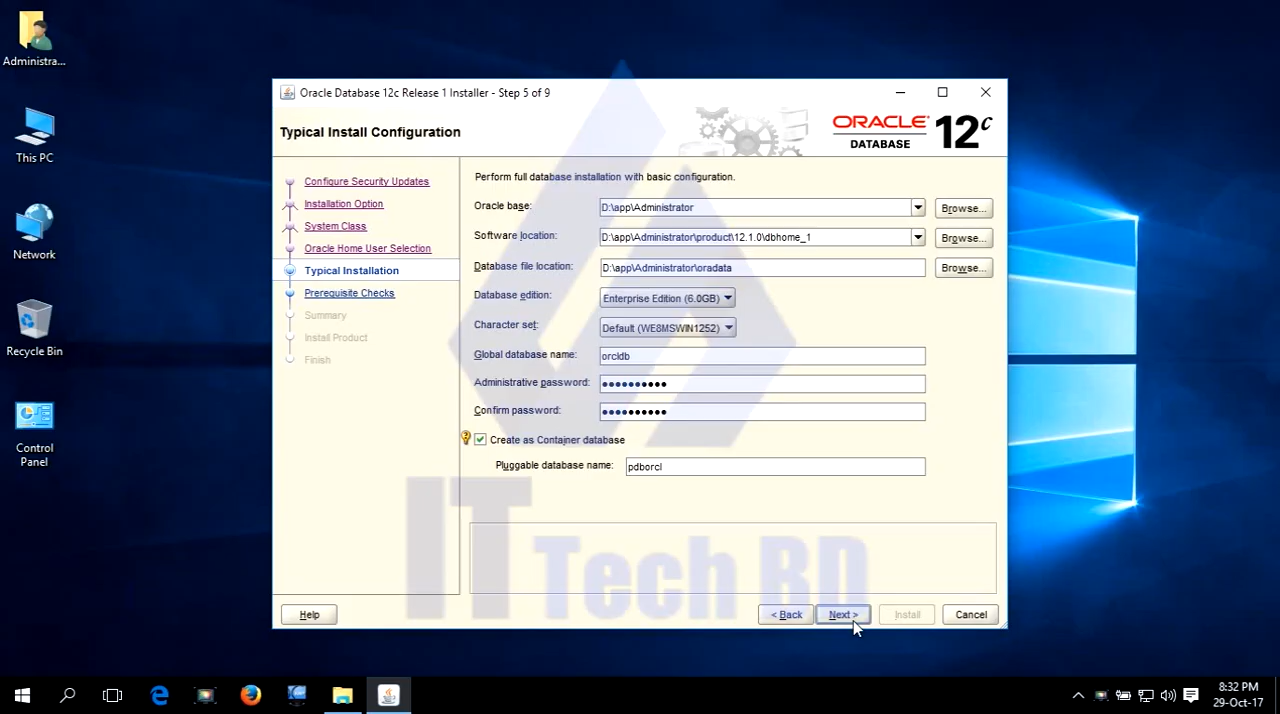 Administra...
This PC
Network
Recycle Bin
Control
Panel
Oracle Database 12c Release 1 Installer - Step 5 of 9
Typical Install Configuration
ORACLE
DATABASE
12c
Configure Security Updates
Installation Option
System Class
Oracle Home User Selection
Typical Installation
Prerequisite Checks
Summary
Install Product
Finish
Perform full database installation with basic configuration.
Oracle base: D:\app\Administrator Browse...
Software location: D:\app\Administrator\product\12.1.0\dbhome_1 Browse...
Database file location: D:\app\Administrator\oradata Browse...
Database edition: Enterprise Edition (6.0GB)
Character set: Default (WE8MSWIN1252)
Global database name: orcldb
Administrative password: ●●●●●●●●●●
Confirm password: ●●●●●●●●●●
Create as Container database
Pluggable database name: pdborcl
IT Tech BD
Help < Back Next > Install Cancel
8:32 PM
29-Oct-17